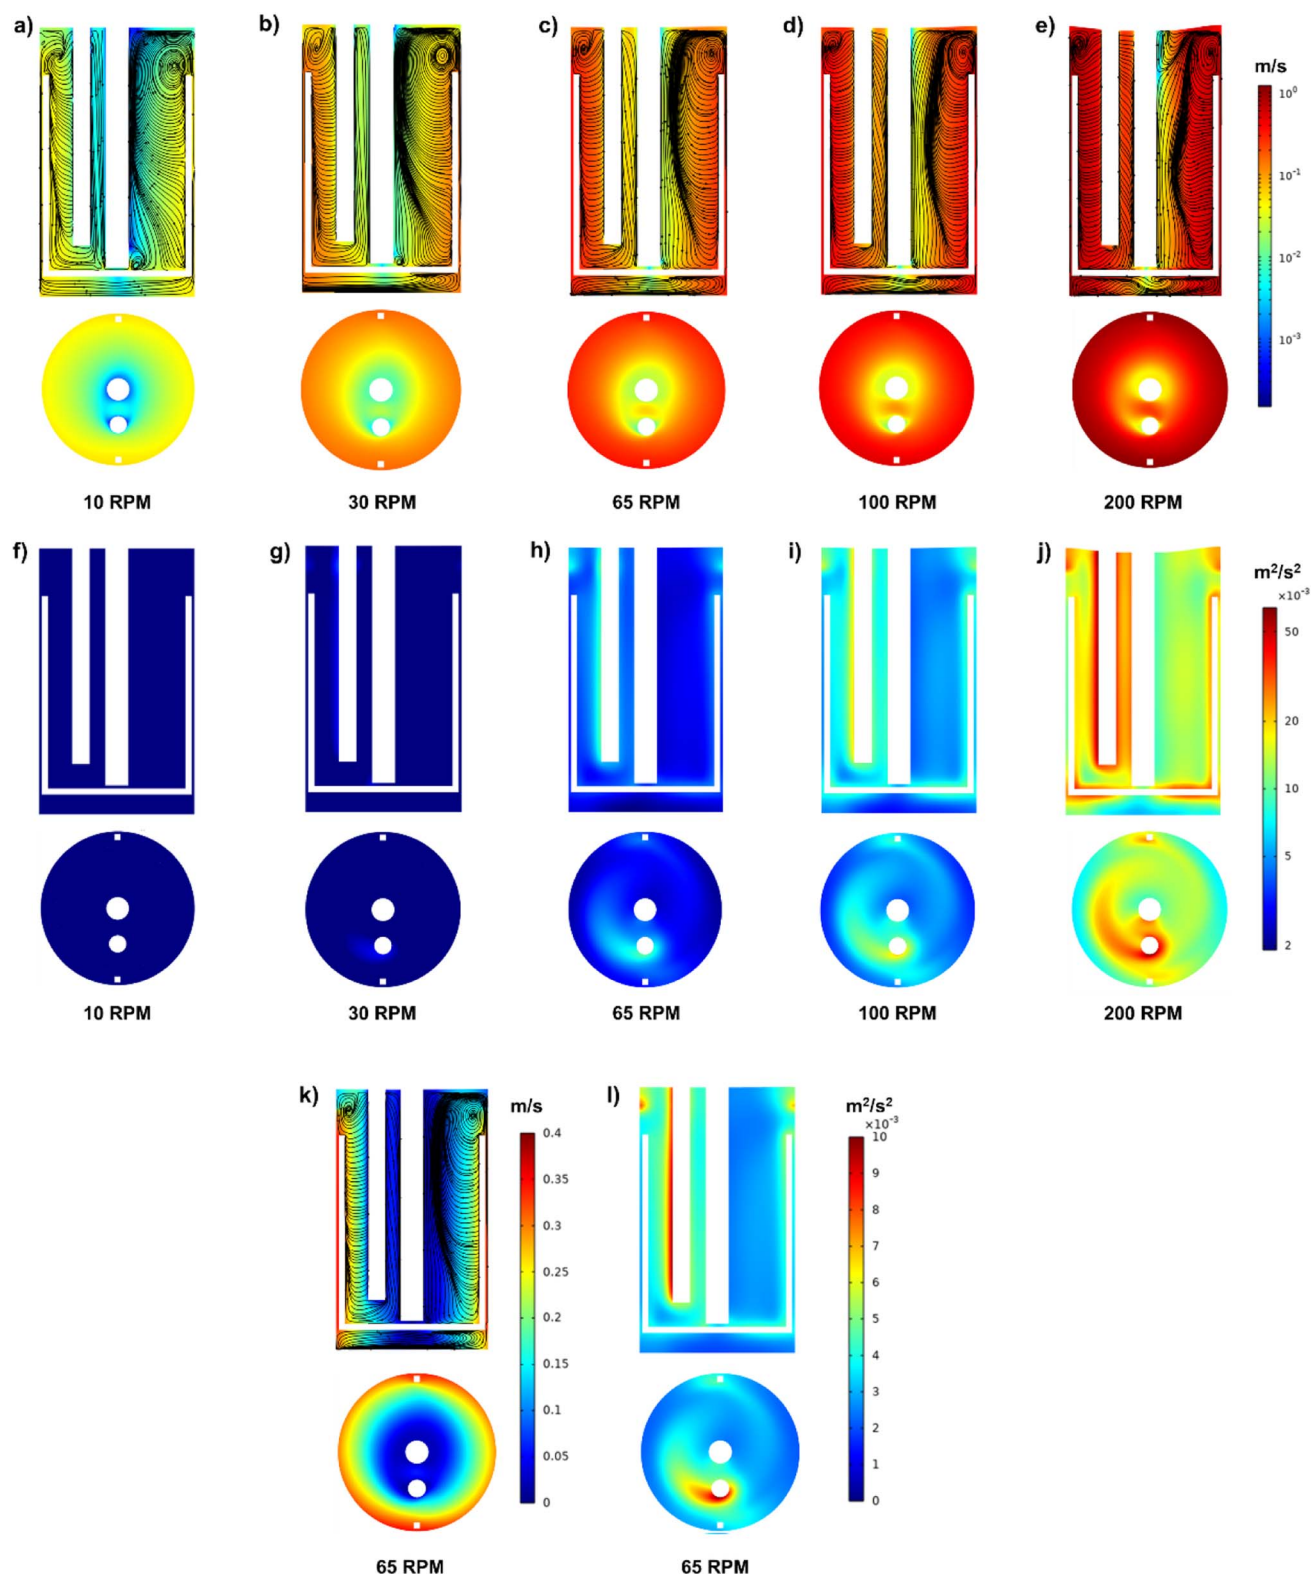 a)
b)
c)
d)
e)
m/s
10⁰
10⁻¹
10⁻²
10⁻³
10 RPM
30 RPM
65 RPM
100 RPM
200 RPM
f)
g)
h)
i)
j)
m²/s²
×10⁻³
50
20
10
5
2
10 RPM
30 RPM
65 RPM
100 RPM
200 RPM
k)
m/s
0.4
0.35
0.3
0.25
0.2
0.15
0.1
0.05
0
65 RPM
l)
m²/s²
×10⁻³
10
9
8
7
6
5
4
3
2
1
0
65 RPM